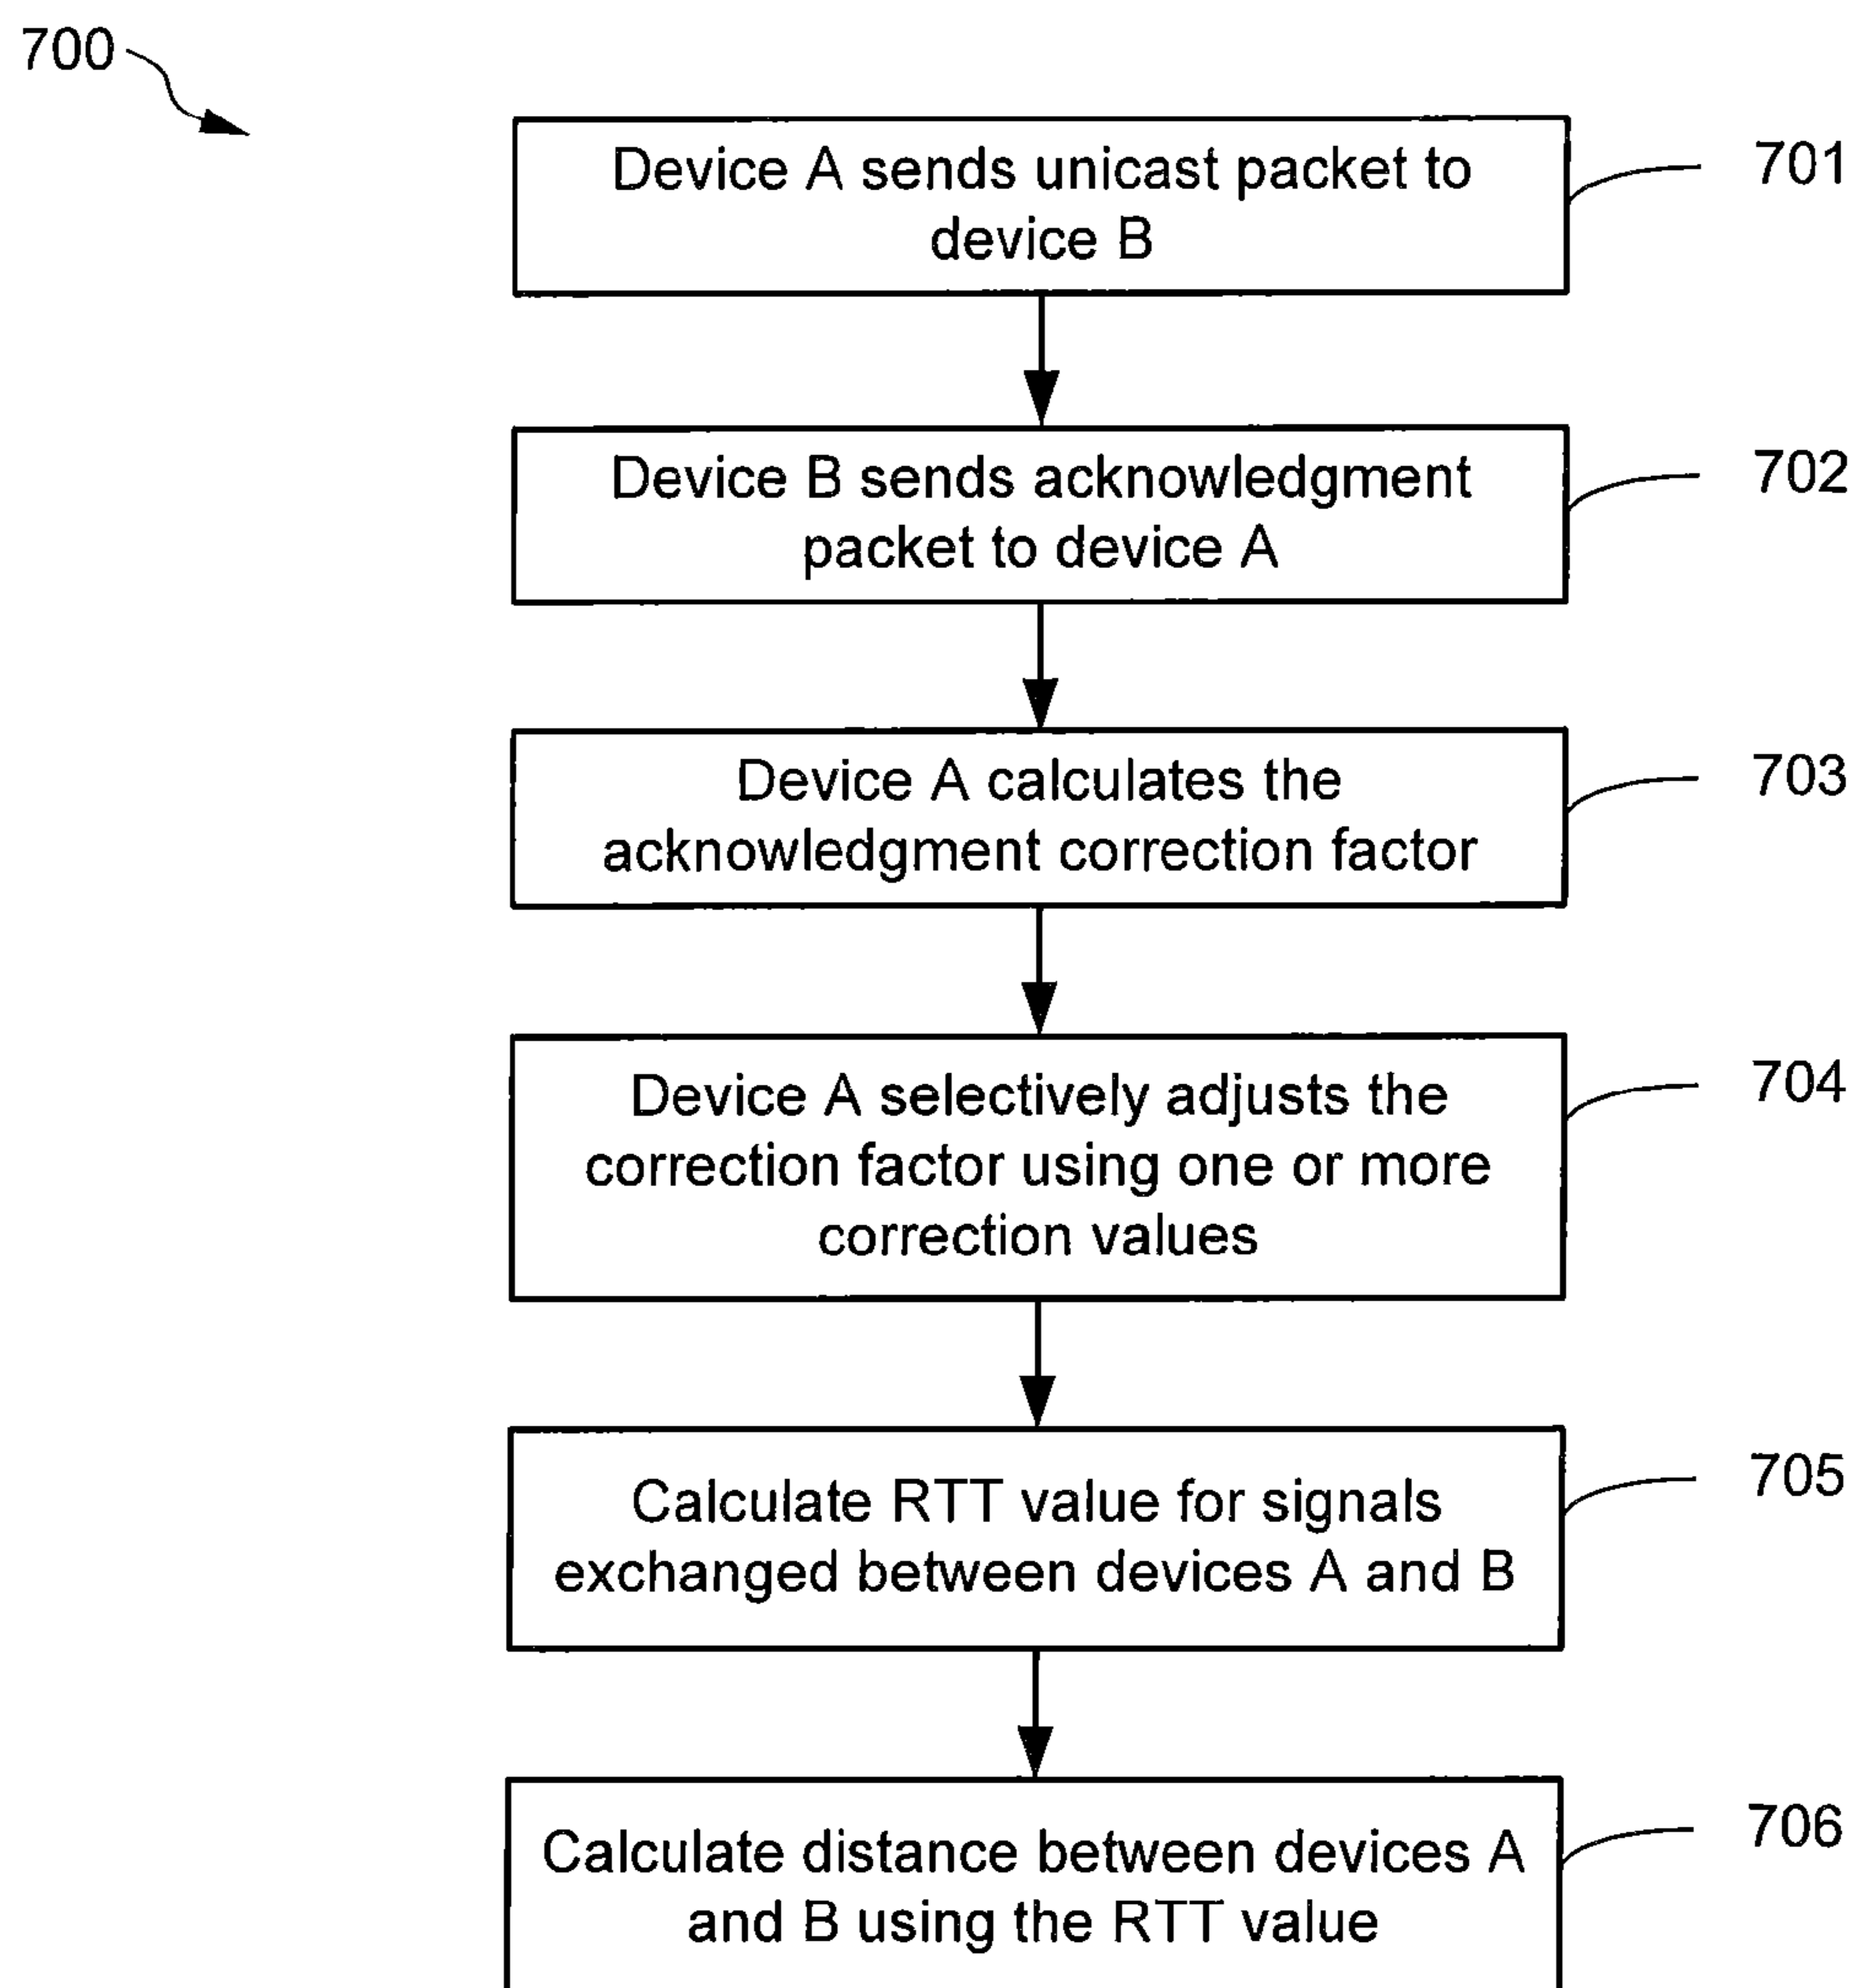 700
Device A sends unicast packet to
device B
701
Device B sends acknowledgment
packet to device A
702
Device A calculates the
acknowledgment correction factor
703
Device A selectively adjusts the
correction factor using one or more
correction values
704
Calculate RTT value for signals
exchanged between devices A and B
705
Calculate distance between devices A
and B using the RTT value
706